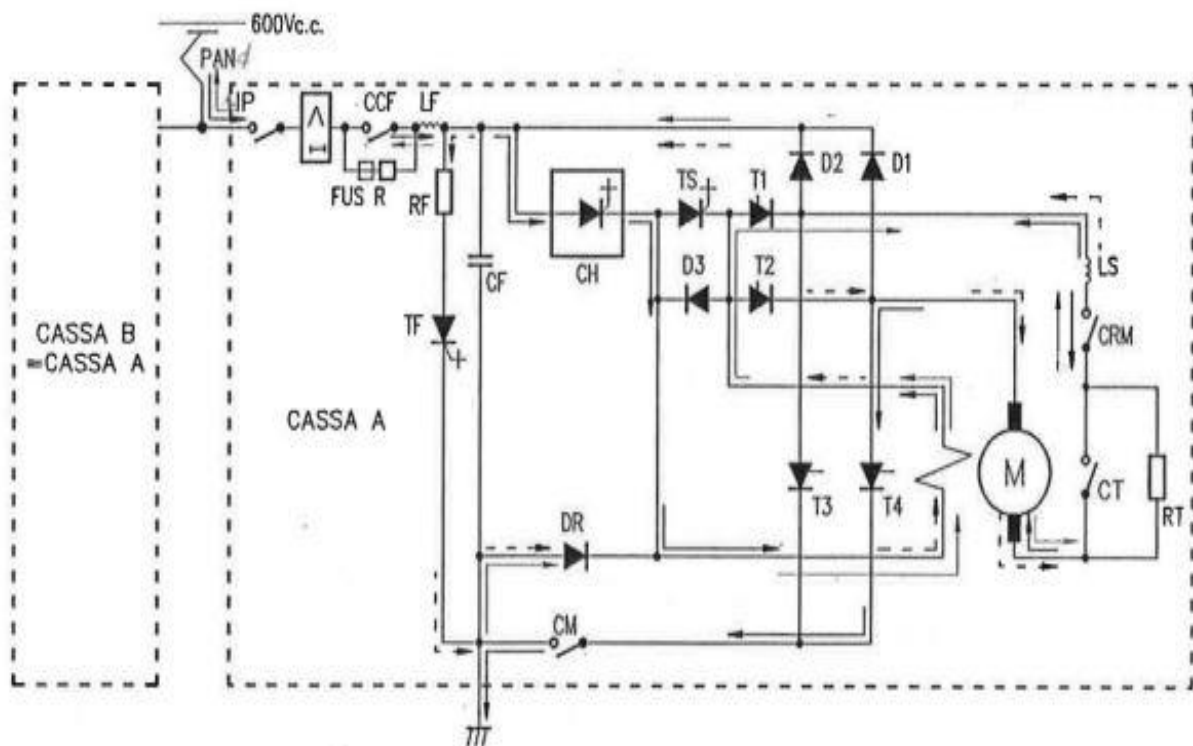 600Vc.c.
PAN
IP
CCF
LF
D2
D1
FUS R
RF
TS
T1
CH
CF
D3
T2
LS
TF
CRM
CASSA B
=CASSA A
CASSA A
M
T3
T4
CT
RT
DR
CM